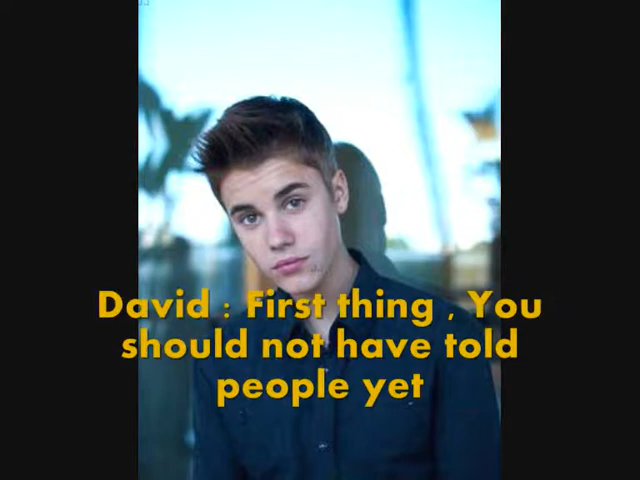 David : First thing , You
should not have told
people yet